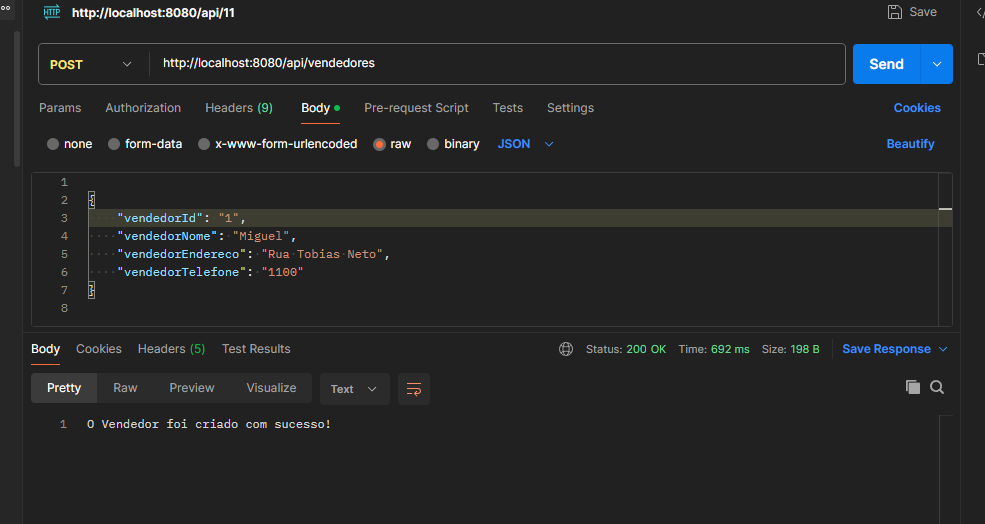 HTTP http://localhost:8080/api/11 Save
POST http://localhost:8080/api/vendedores Send
Params Authorization Headers (9) Body Pre-request Script Tests Settings Cookies
none form-data x-www-form-urlencoded raw binary JSON Beautify
1
2 {
3 "vendedorId": "1",
4 "vendedorNome": "Miguel",
5 "vendedorEndereco": "Rua Tobias Neto",
6 "vendedorTelefone": "1100"
7 }
8
Body Cookies Headers (5) Test Results Status: 200 OK Time: 692 ms Size: 198 B Save Response
Pretty Raw Preview Visualize Text
1 O Vendedor foi criado com sucesso!